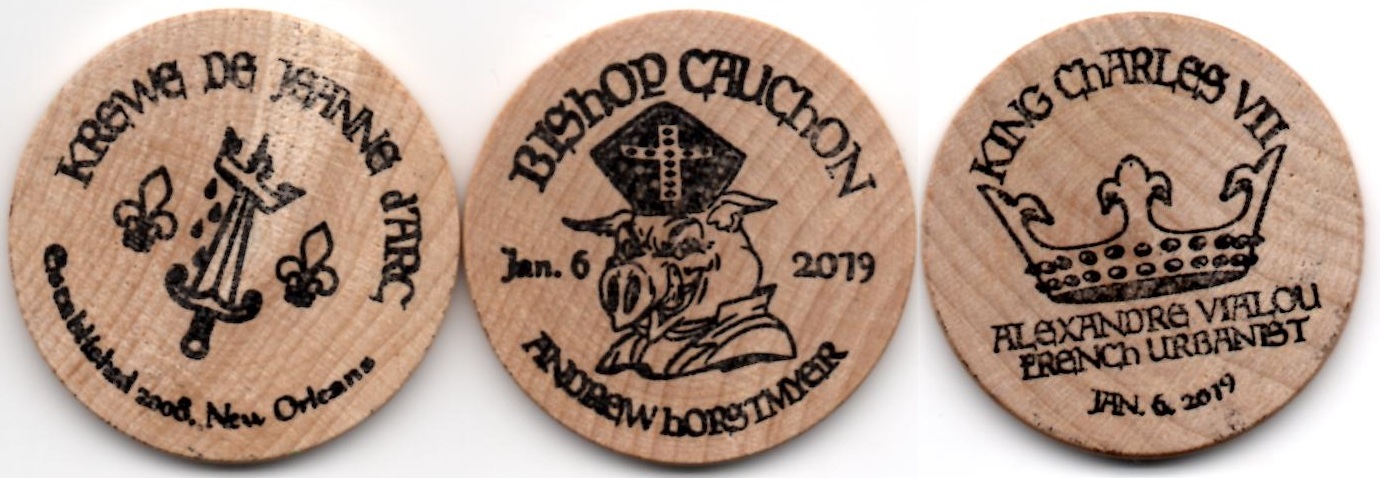 KREWE DE JEANNE d'ARC
Established 2008, New Orleans
BISHOP CAUCHON
Jan. 6 2019
ANDREW HORSTMYER
KING CHARLES VII
ALEXANDRE VIALOU
FRENCH URBANIST
JAN. 6, 2019